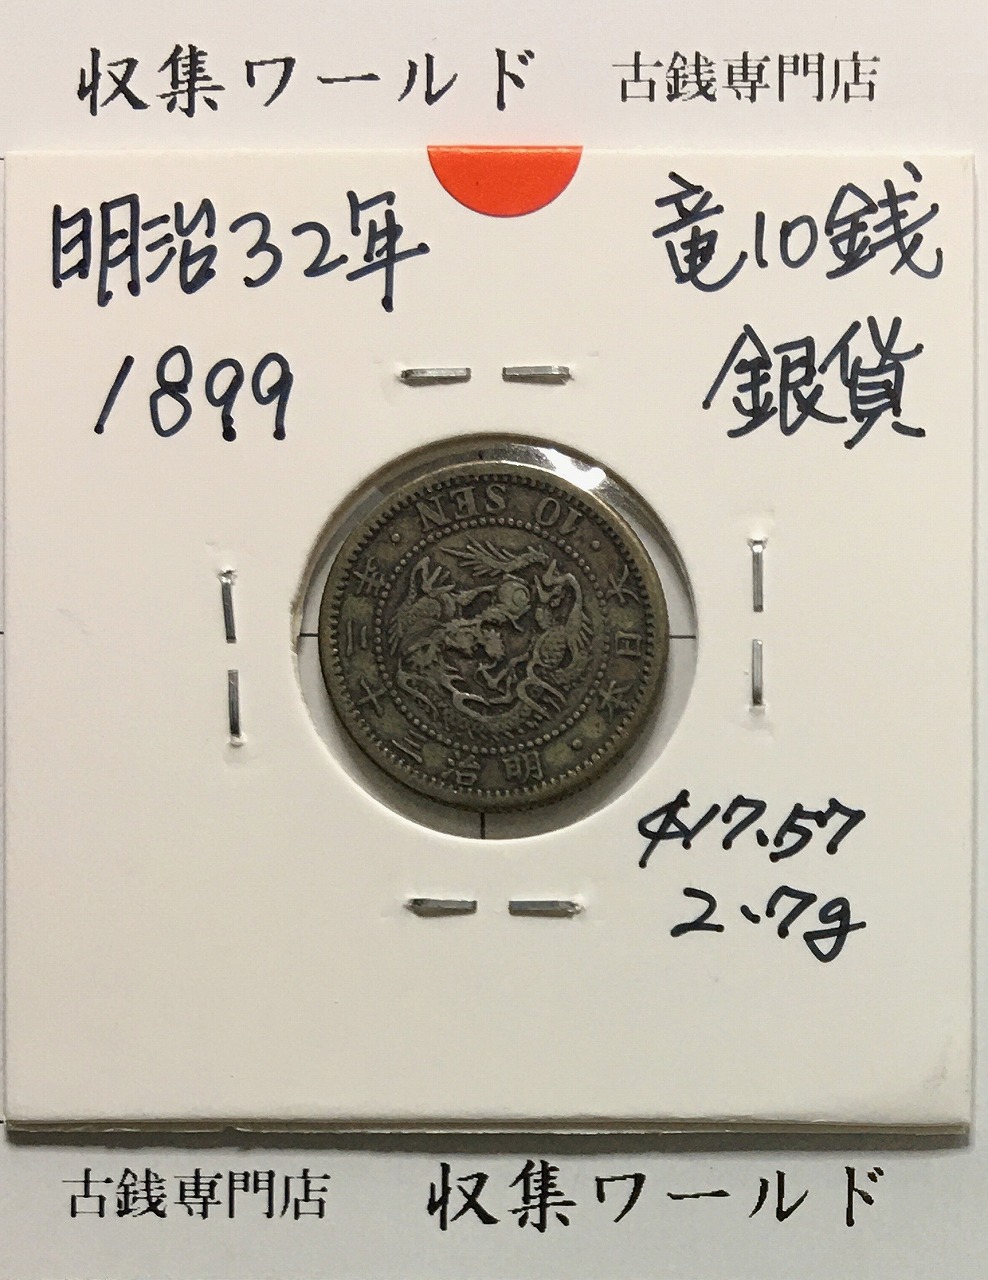 収集ワールド 古銭専門店
明治32年 竜10銭
1899 銀貨
大日本・明治三十二年・10 SEN・
φ17.57
2.7g
古銭専門店 収集ワールド